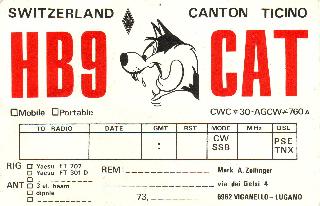 SWITZERLAND CANTON TICINO
HB9 CAT
Mobile Portable CWC 30-AGCW 760
TO RADIO DATE GMT RST MODE MHz QSL
: CW SSB PSE TNX
RIG Yaesu FT 707 REM: Mark A. Zollinger
Yaesu FT 301 D
ANT 3 el. beam via dei Gelsi 4
dipole 73, 6962 VIGANELLO - LUGANO